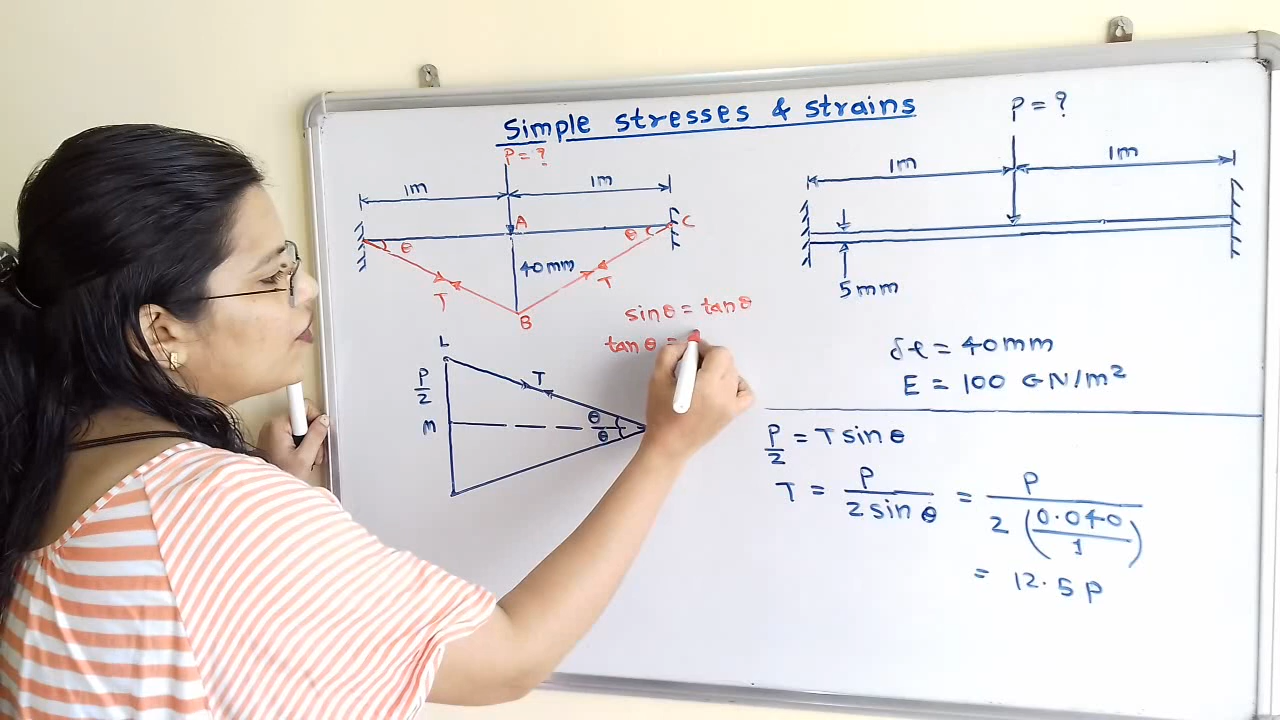 Simple stresses & strains
P = ?
1m
1m
A
C
θ
θ
40mm
T
T
B
sinθ = tanθ
tanθ =
L
P/2
T
M
θ
θ
P = ?
1m
1m
5mm
δℓ = 40mm
E = 100 GN/m²
P/2 = T sinθ
T = P/(2 sinθ) = P/(2 (0.040/1))
= 12.5 P